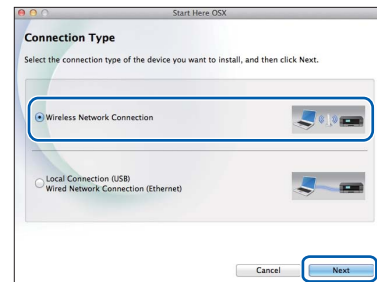 Start Here OSX
Connection Type
Select the connection type of the device you want to install, and then click Next.
Wireless Network Connection
Local Connection (USB)
Wired Network Connection (Ethernet)
Cancel
Next